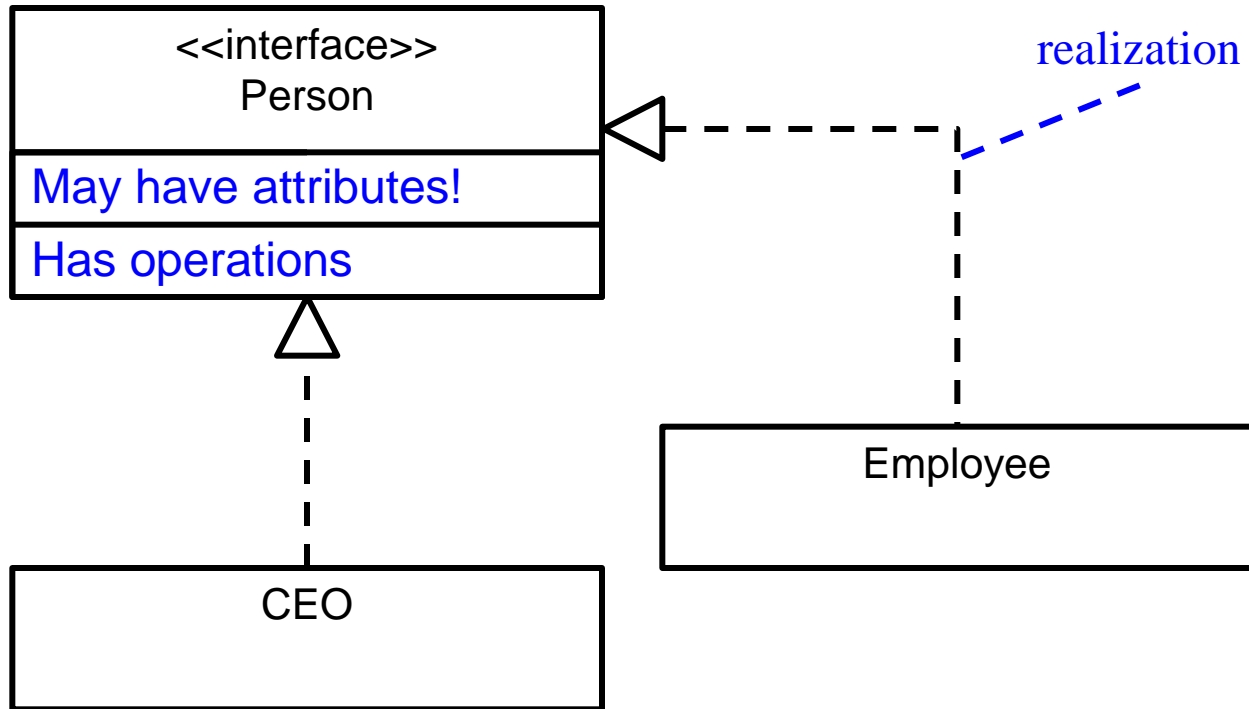 <<interface>>
Person
realization
May have attributes!
Has operations
Employee
CEO